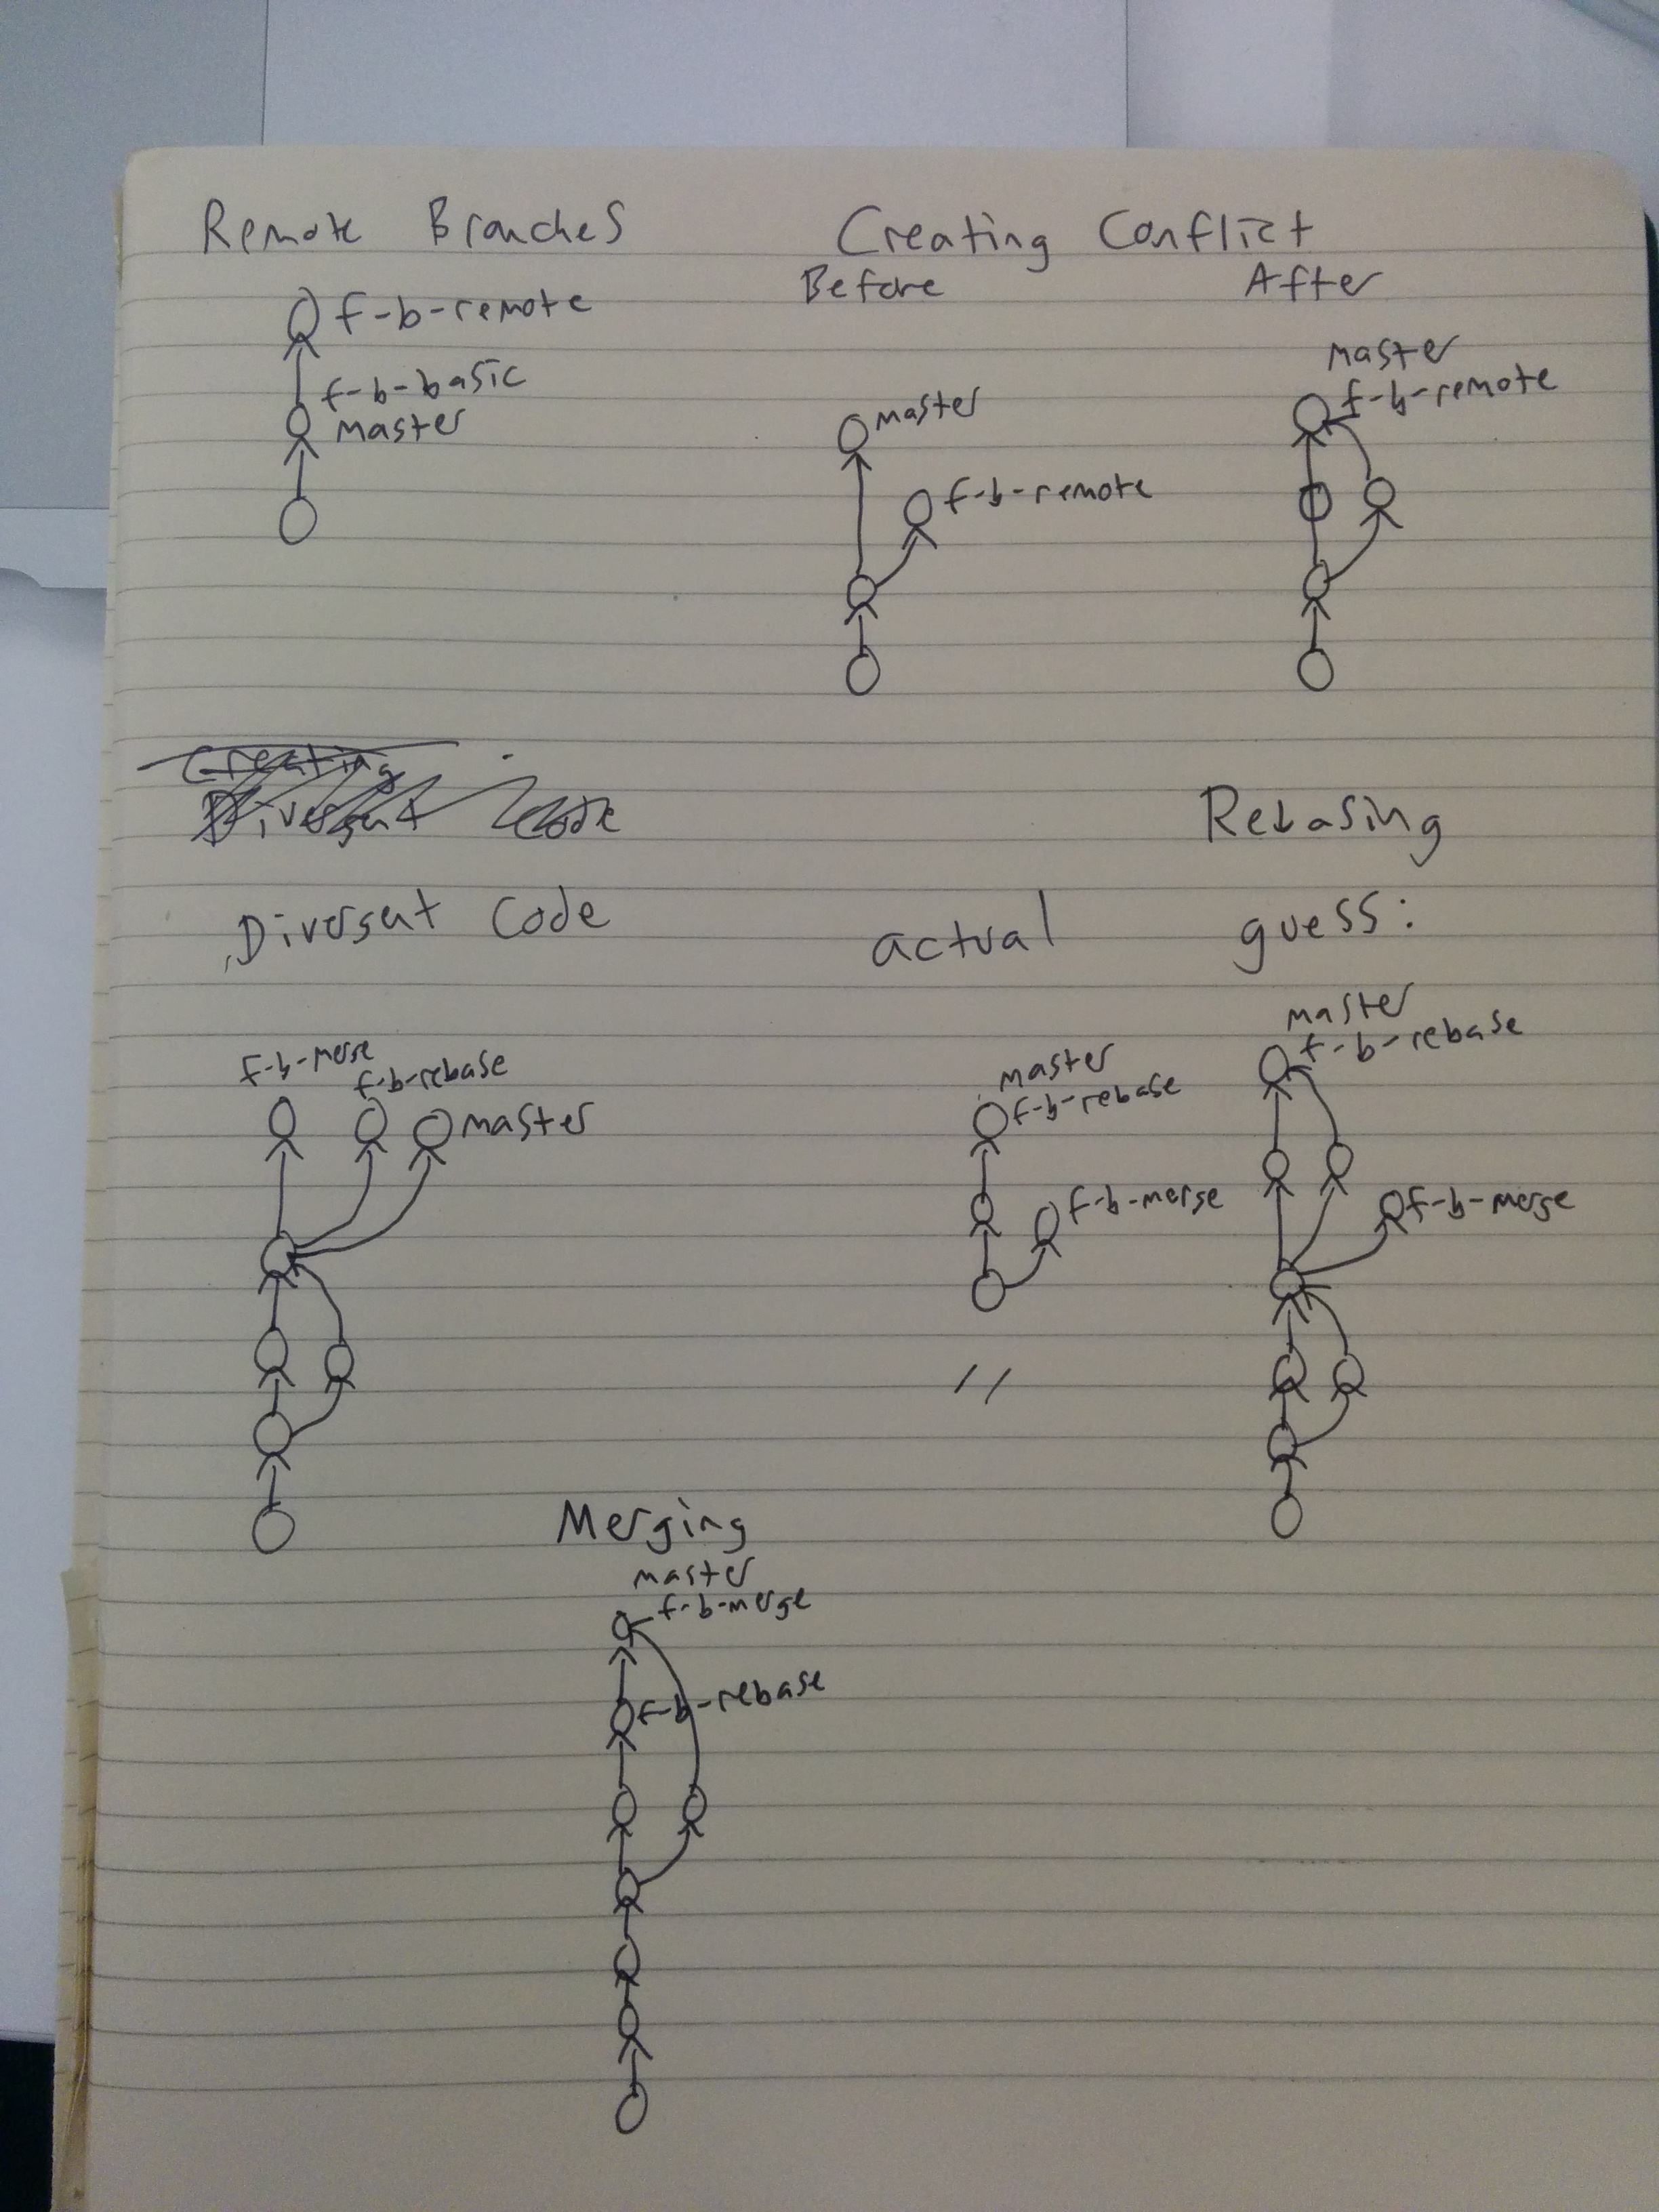 Remote Branches
f-b-remote
f-b-basic
master
Creating Conflict
Before
master
f-b-remote
After
master
f-b-remote
Creating
Divergent Code
Divergent Code
f-b-merge
f-b-rebase
master
Rebasing
actual
master
f-b-rebase
f-b-merge
guess:
master
f-b-rebase
f-b-merge
Merging
master
f-b-merge
f-b-rebase